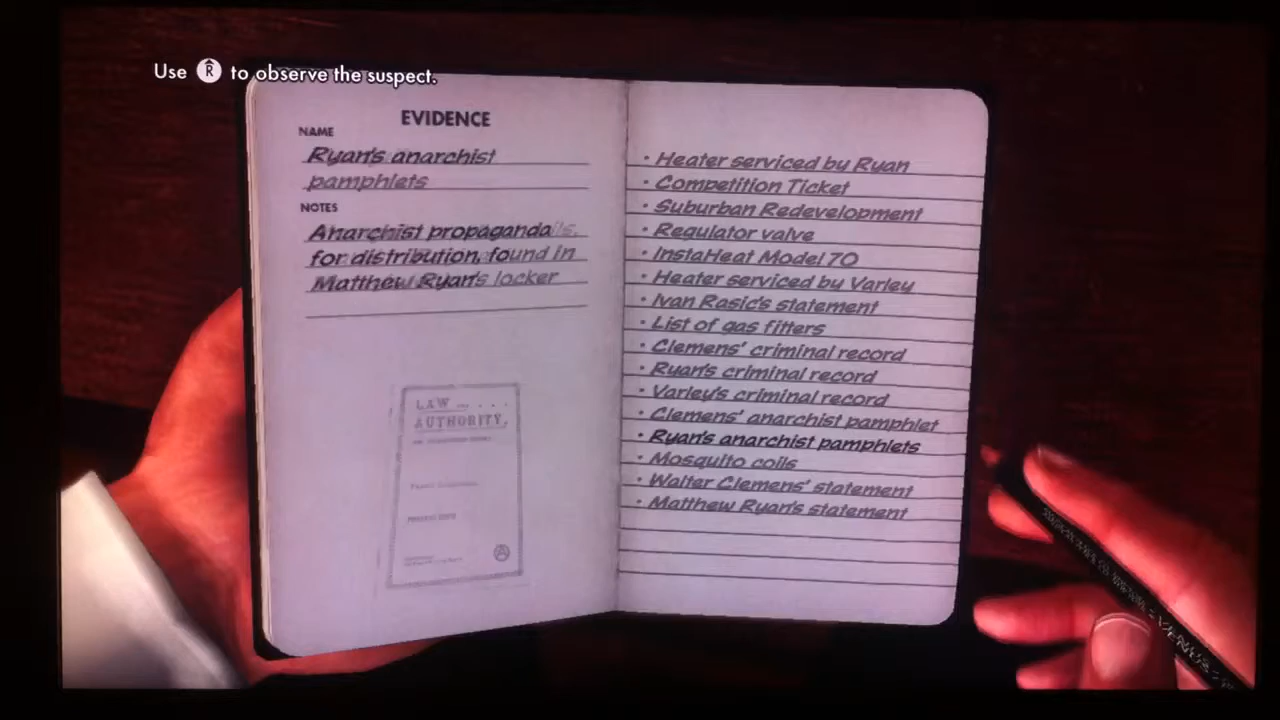 Use R to observe the suspect.
EVIDENCE
NAME
Ryan's anarchist
pamphlets
NOTES
Anarchist propaganda
for distribution, found in
Matthew Ryan's locker
LAW
AUTHORITY.
• Heater serviced by Ryan
• Competition Ticket
• Suburban Redevelopment
• Regulator valve
• InstaHeat Model 70
• Heater serviced by Varley
• Ivan Rasic's statement
• List of gas fitters
• Clemens' criminal record
• Ryan's criminal record
• Varley's criminal record
• Clemens' anarchist pamphlet
• Ryan's anarchist pamphlets
• Mosquito coils
• Walter Clemens' statement
• Matthew Ryan's statement
VENUS